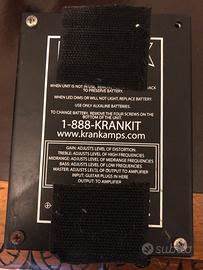 WHEN UNIT IS NOT IN USE, JACK
TO PRESERVE BATTERY.
WHEN LED DIMS OR WILL NOT LIGHT, REPLACE BATTERY.
USE ONLY ALKALINE BATTERIES.
TO CHANGE BATTERY, REMOVE THE FOUR SCREWS ON THE
BOTTOM OF THE UNIT
1-888-KRANKIT
www.krankamps.com
GAIN: ADJUSTS LEVEL OF DISTORTION.
TREBLE: ADJUSTS LEVEL OF HIGH FREQUENCIES
MIDRANGE: ADJUSTS LEVEL OF MIDRANGE FREQUENCIES
BASS: ADJUSTS LEVEL OF LOW FREQUENCIES
MASTER: ADJUSTS LEVEL OF OUTPUT TO AMPLIFIER
INPUT: GUITAR PLUGS IN HERE
OUTPUT: TO AMPLIFIER
subito